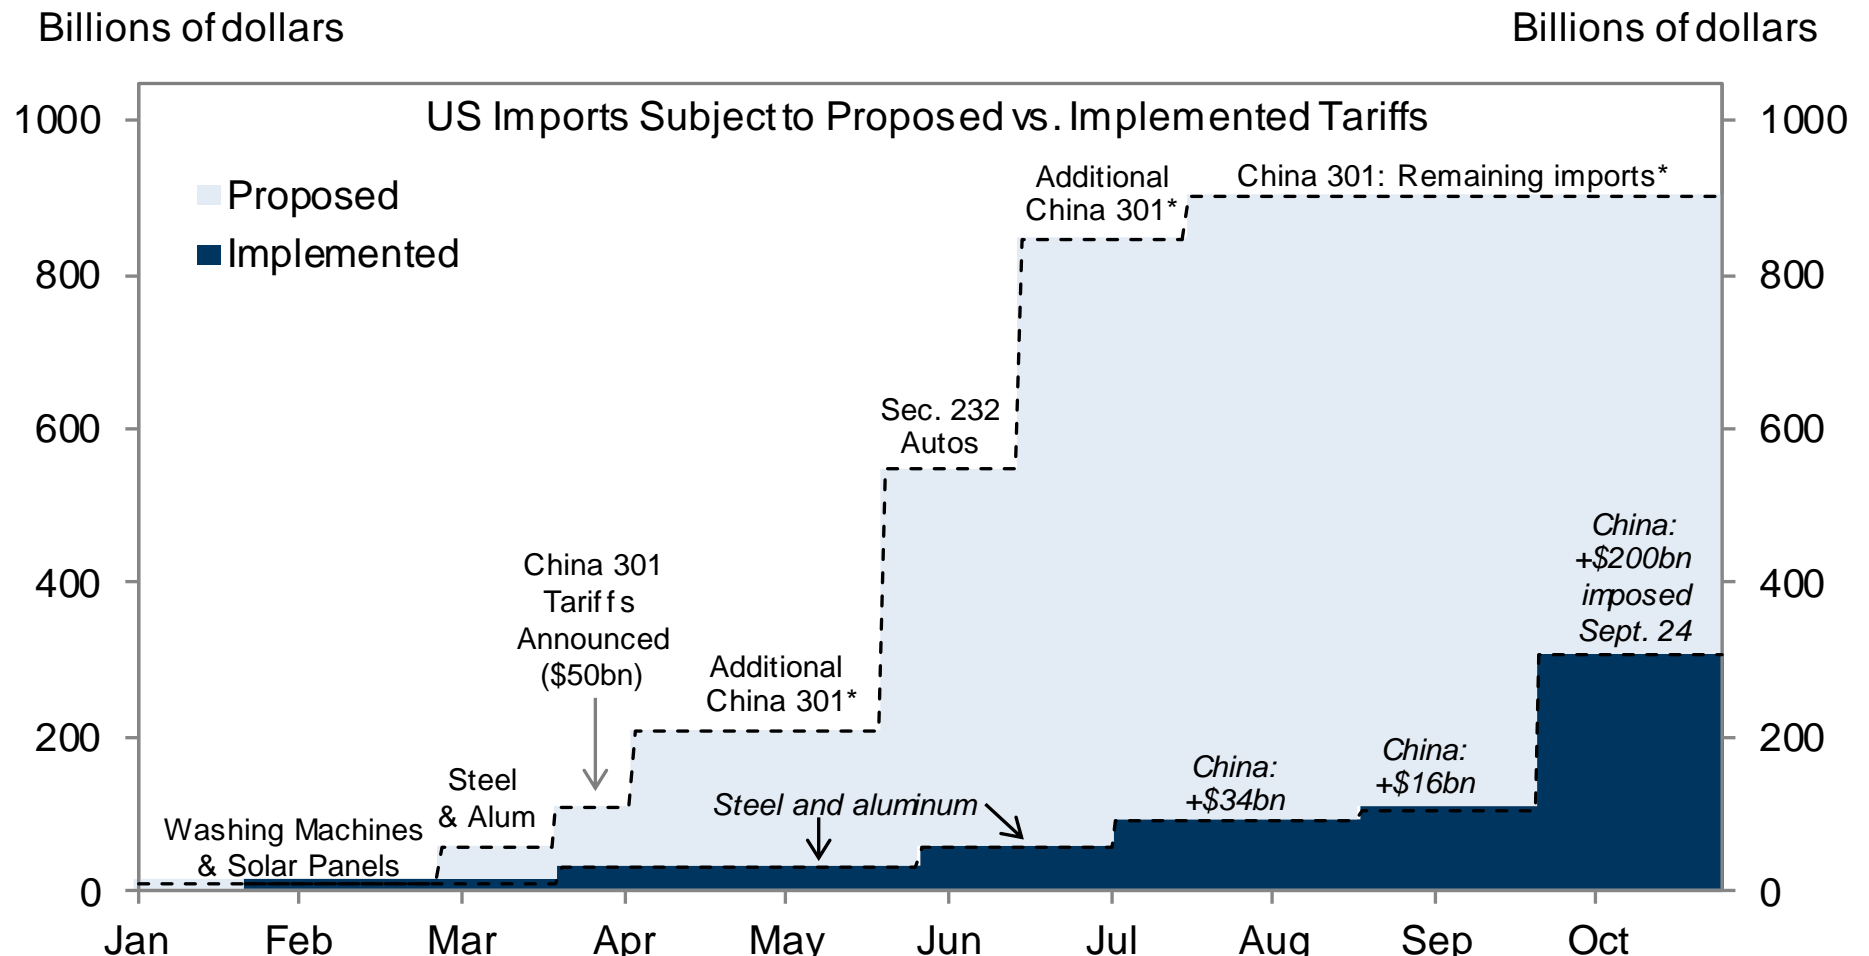 Billions of dollars
Billions of dollars
US Imports Subject to Proposed vs. Implemented Tariffs
1000
800
600
400
200
0
1000
800
600
400
200
0
Proposed
Implemented
Washing Machines
& Solar Panels
Steel
& Alum
China 301
Tariffs
Announced
($50bn)
Additional
China 301*
Sec. 232
Autos
Additional
China 301*
China 301: Remaining imports*
Steel and aluminum
China:
+$34bn
China:
+$16bn
China:
+$200bn
imposed
Sept. 24
Jan Feb Mar Apr May Jun Jul Aug Sep Oct